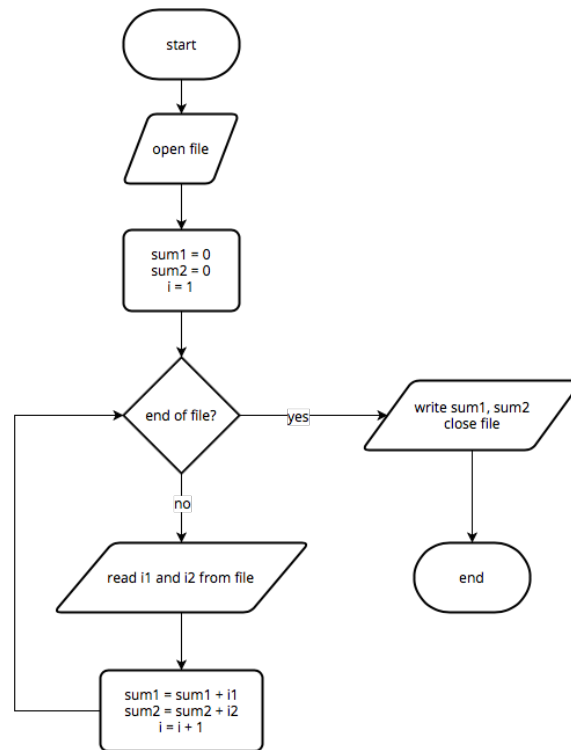 start
open file
sum1 = 0
sum2 = 0
i = 1
end of file?
yes
write sum1, sum2
close file
no
read i1 and i2 from file
end
sum1 = sum1 + i1
sum2 = sum2 + i2
i = i + 1